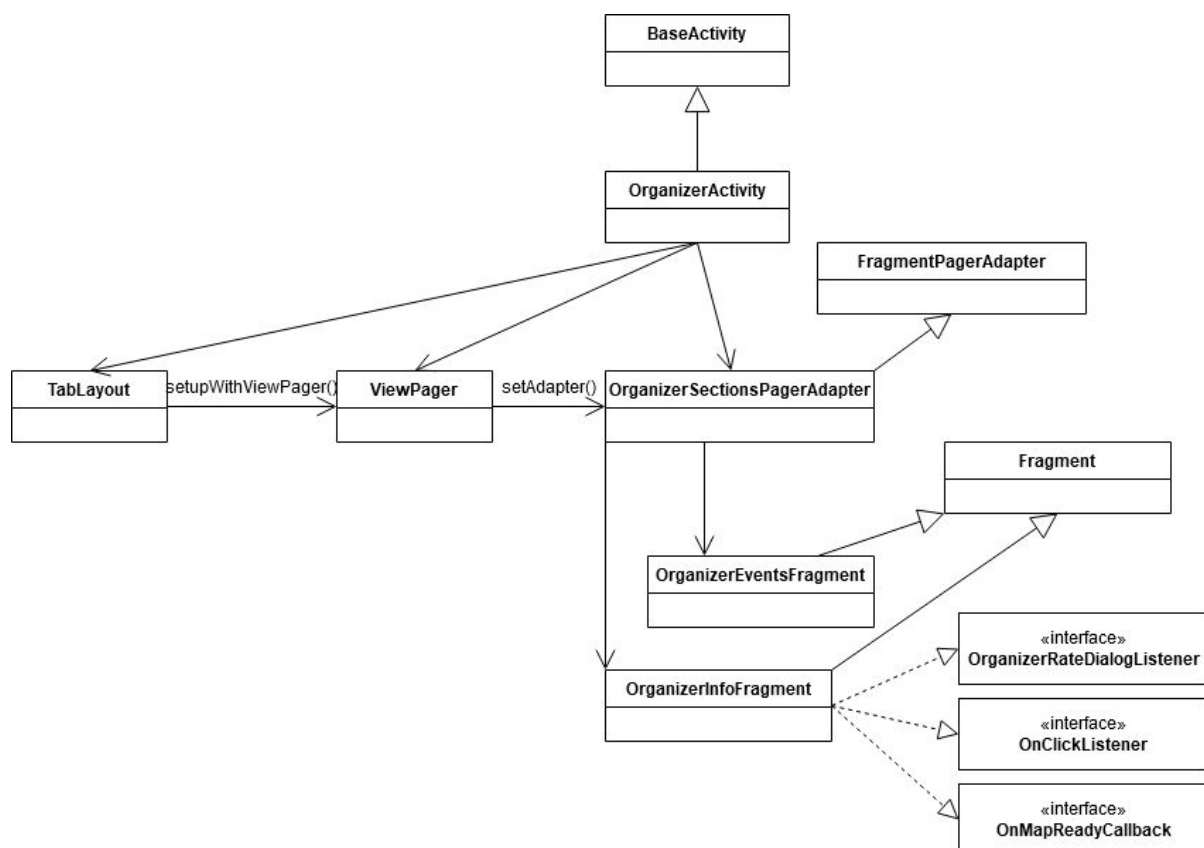 BaseActivity
OrganizerActivity
FragmentPagerAdapter
TabLayout
setupWithViewPager()
ViewPager
setAdapter()
OrganizerSectionsPagerAdapter
Fragment
OrganizerEventsFragment
«interface»
OrganizerRateDialogListener
OrganizerInfoFragment
«interface»
OnClickListener
«interface»
OnMapReadyCallback